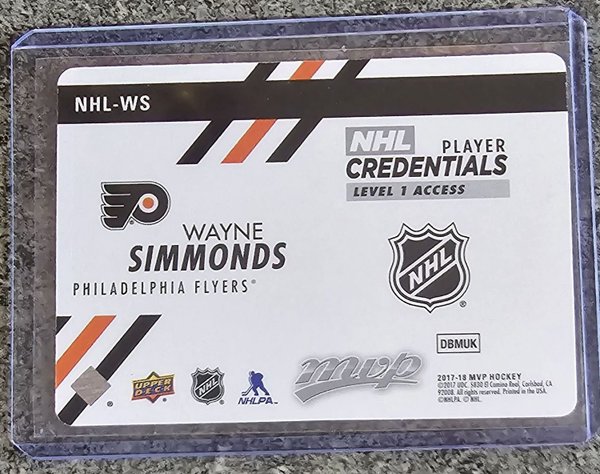 NHL-WS
NHL PLAYER
CREDENTIALS
LEVEL 1 ACCESS
WAYNE
SIMMONDS
PHILADELPHIA FLYERS®
NHL
®
DBMUK
mvp
2017-18 MVP HOCKEY
©2017 UDC. 5830 El Camino Real, Carlsbad, CA
92008. All rights reserved. Printed in the USA.
©NHLPA. © NHL.
®
UPPER
DECK
NHL
®
NHLPA